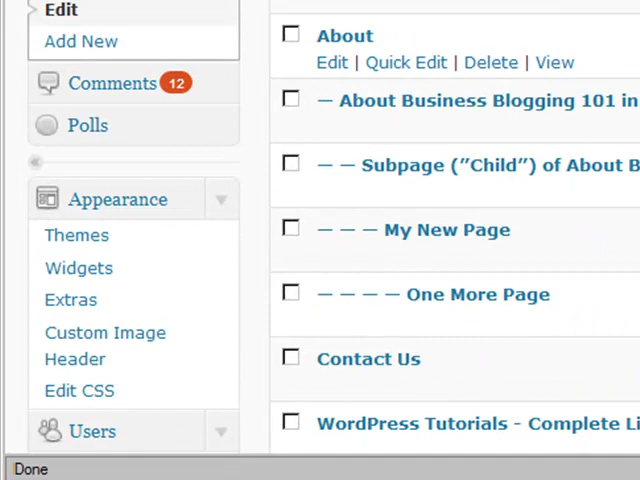 Edit
Add New
Comments 12
Polls
Appearance
Themes
Widgets
Extras
Custom Image
Header
Edit CSS
Users
About
Edit | Quick Edit | Delete | View
— About Business Blogging 101 in
— — Subpage (”Child”) of About B
— — — My New Page
— — — — One More Page
Contact Us
WordPress Tutorials - Complete Li
Done